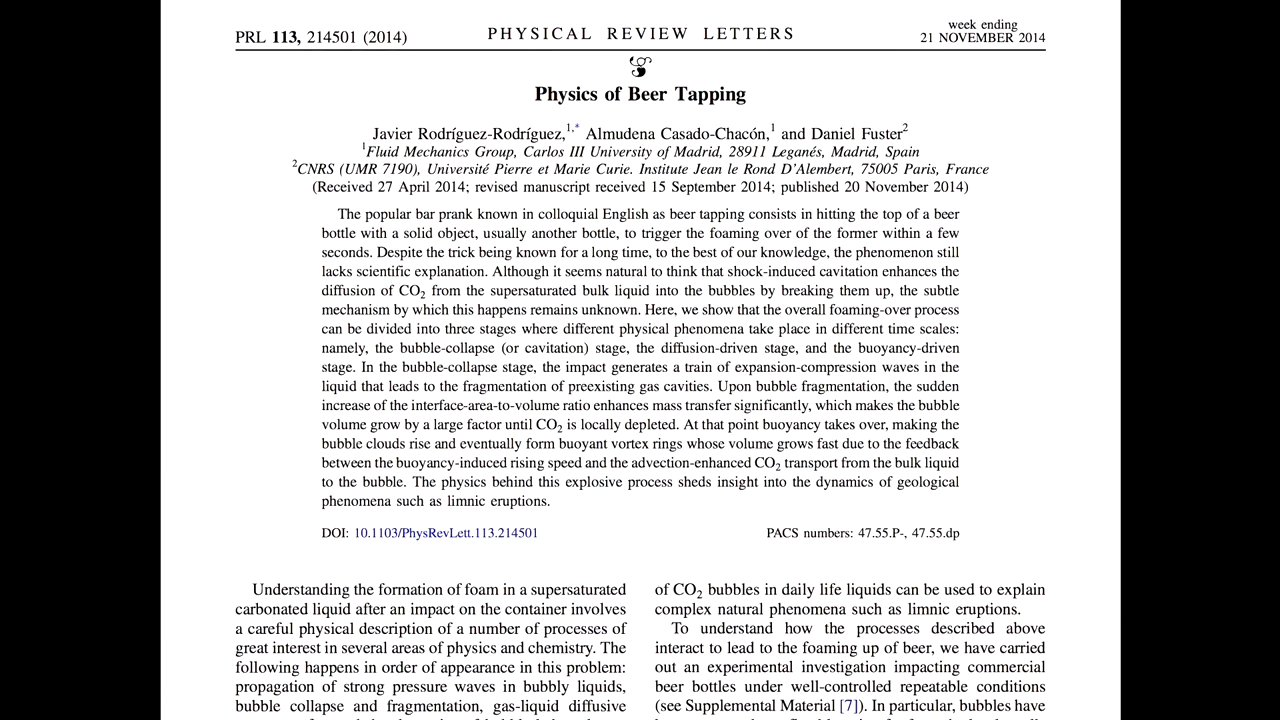 PRL 113, 214501 (2014)
PHYSICAL REVIEW LETTERS
week ending
21 NOVEMBER 2014
Physics of Beer Tapping
Javier Rodríguez-Rodríguez,1,* Almudena Casado-Chacón,1 and Daniel Fuster2
1Fluid Mechanics Group, Carlos III University of Madrid, 28911 Leganés, Madrid, Spain
2CNRS (UMR 7190), Université Pierre et Marie Curie. Institute Jean le Rond D'Alembert, 75005 Paris, France
(Received 27 April 2014; revised manuscript received 15 September 2014; published 20 November 2014)
The popular bar prank known in colloquial English as beer tapping consists in hitting the top of a beer
bottle with a solid object, usually another bottle, to trigger the foaming over of the former within a few
seconds. Despite the trick being known for a long time, to the best of our knowledge, the phenomenon still
lacks scientific explanation. Although it seems natural to think that shock-induced cavitation enhances the
diffusion of CO2 from the supersaturated bulk liquid into the bubbles by breaking them up, the subtle
mechanism by which this happens remains unknown. Here, we show that the overall foaming-over process
can be divided into three stages where different physical phenomena take place in different time scales:
namely, the bubble-collapse (or cavitation) stage, the diffusion-driven stage, and the buoyancy-driven
stage. In the bubble-collapse stage, the impact generates a train of expansion-compression waves in the
liquid that leads to the fragmentation of preexisting gas cavities. Upon bubble fragmentation, the sudden
increase of the interface-area-to-volume ratio enhances mass transfer significantly, which makes the bubble
volume grow by a large factor until CO2 is locally depleted. At that point buoyancy takes over, making the
bubble clouds rise and eventually form buoyant vortex rings whose volume grows fast due to the feedback
between the buoyancy-induced rising speed and the advection-enhanced CO2 transport from the bulk liquid
to the bubble. The physics behind this explosive process sheds insight into the dynamics of geological
phenomena such as limnic eruptions.
DOI: 10.1103/PhysRevLett.113.214501
PACS numbers: 47.55.P-, 47.55.dp
Understanding the formation of foam in a supersaturated
carbonated liquid after an impact on the container involves
a careful physical description of a number of processes of
great interest in several areas of physics and chemistry. The
following happens in order of appearance in this problem:
propagation of strong pressure waves in bubbly liquids,
bubble collapse and fragmentation, gas-liquid diffusive
of CO2 bubbles in daily life liquids can be used to explain
complex natural phenomena such as limnic eruptions.
To understand how the processes described above
interact to lead to the foaming up of beer, we have carried
out an experimental investigation impacting commercial
beer bottles under well-controlled repeatable conditions
(see Supplemental Material [7]). In particular, bubbles have